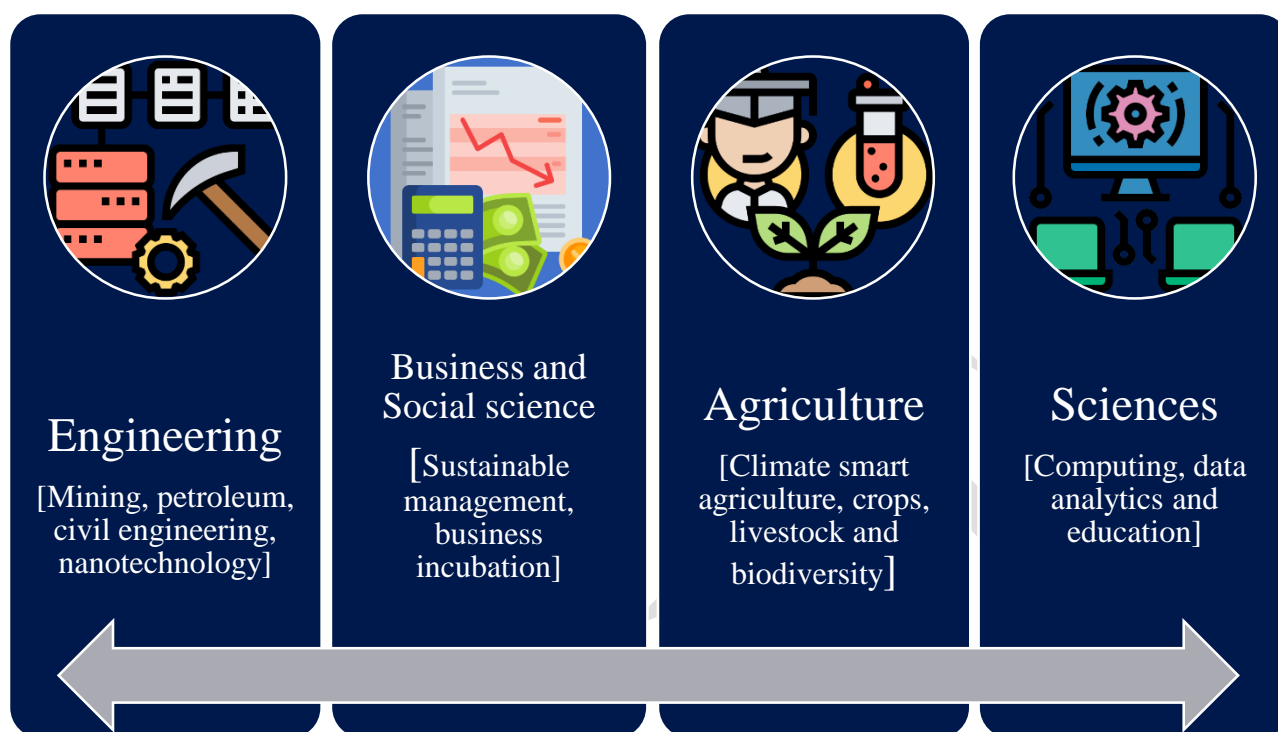 Engineering
[Mining, petroleum,
civil engineering,
nanotechnology]
Business and
Social science
[Sustainable
management,
business
incubation]
Agriculture
[Climate smart
agriculture, crops,
livestock and
biodiversity]
Sciences
[Computing, data
analytics and
education]